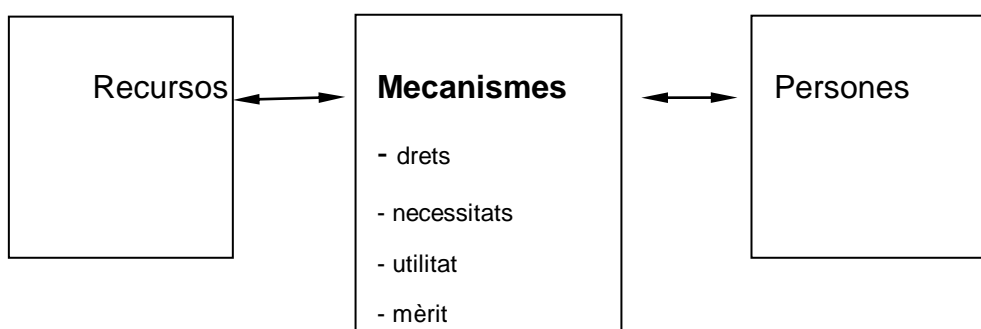 Recursos
Mecanismes
- drets
- necessitats
- utilitat
- mèrit
Persones